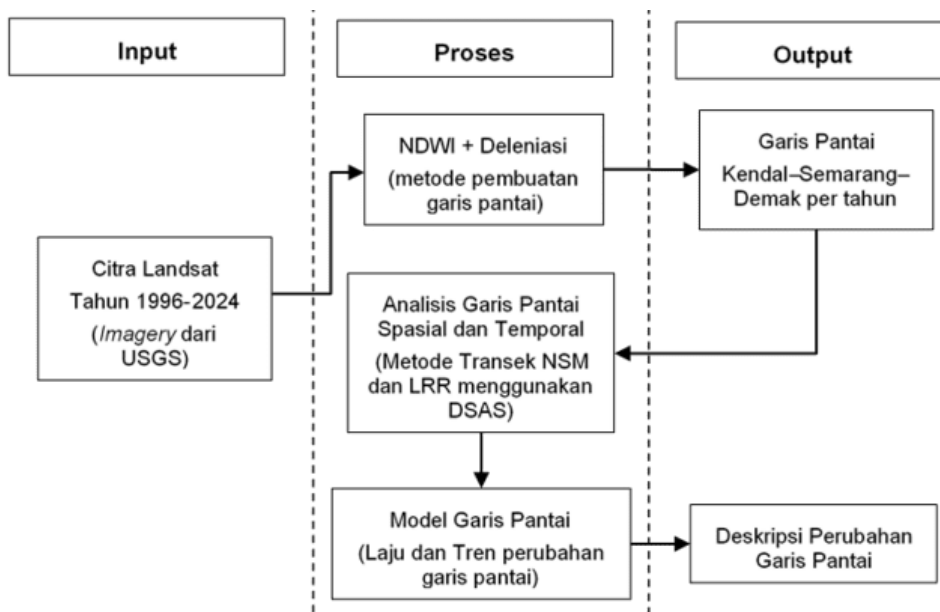 Input
Proses
Output
NDWI + Deleniasi
(metode pembuatan
garis pantai)
Garis Pantai
Kendal–Semarang–
Demak per tahun
Citra Landsat
Tahun 1996-2024
(Imagery dari
USGS)
Analisis Garis Pantai
Spasial dan Temporal
(Metode Transek NSM
dan LRR menggunakan
DSAS)
Model Garis Pantai
(Laju dan Tren perubahan
garis pantai)
Deskripsi Perubahan
Garis Pantai